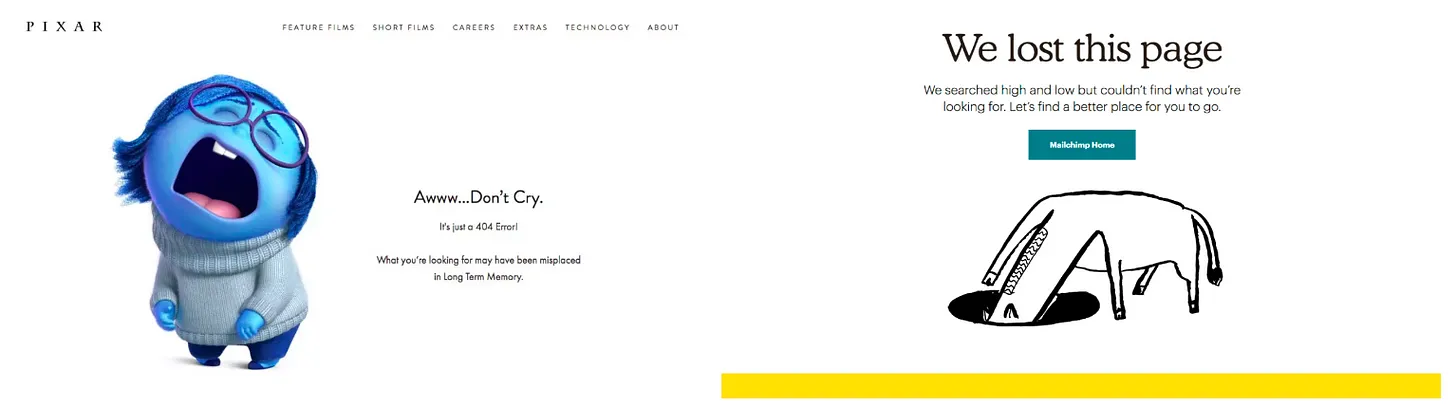 PIXAR
FEATURE FILMS SHORT FILMS CAREERS EXTRAS TECHNOLOGY ABOUT
Awww...Don't Cry.
It's just a 404 Error!
What you're looking for may have been misplaced
in Long Term Memory.
We lost this page
We searched high and low but couldn't find what you're
looking for. Let's find a better place for you to go.
Mailchimp Home